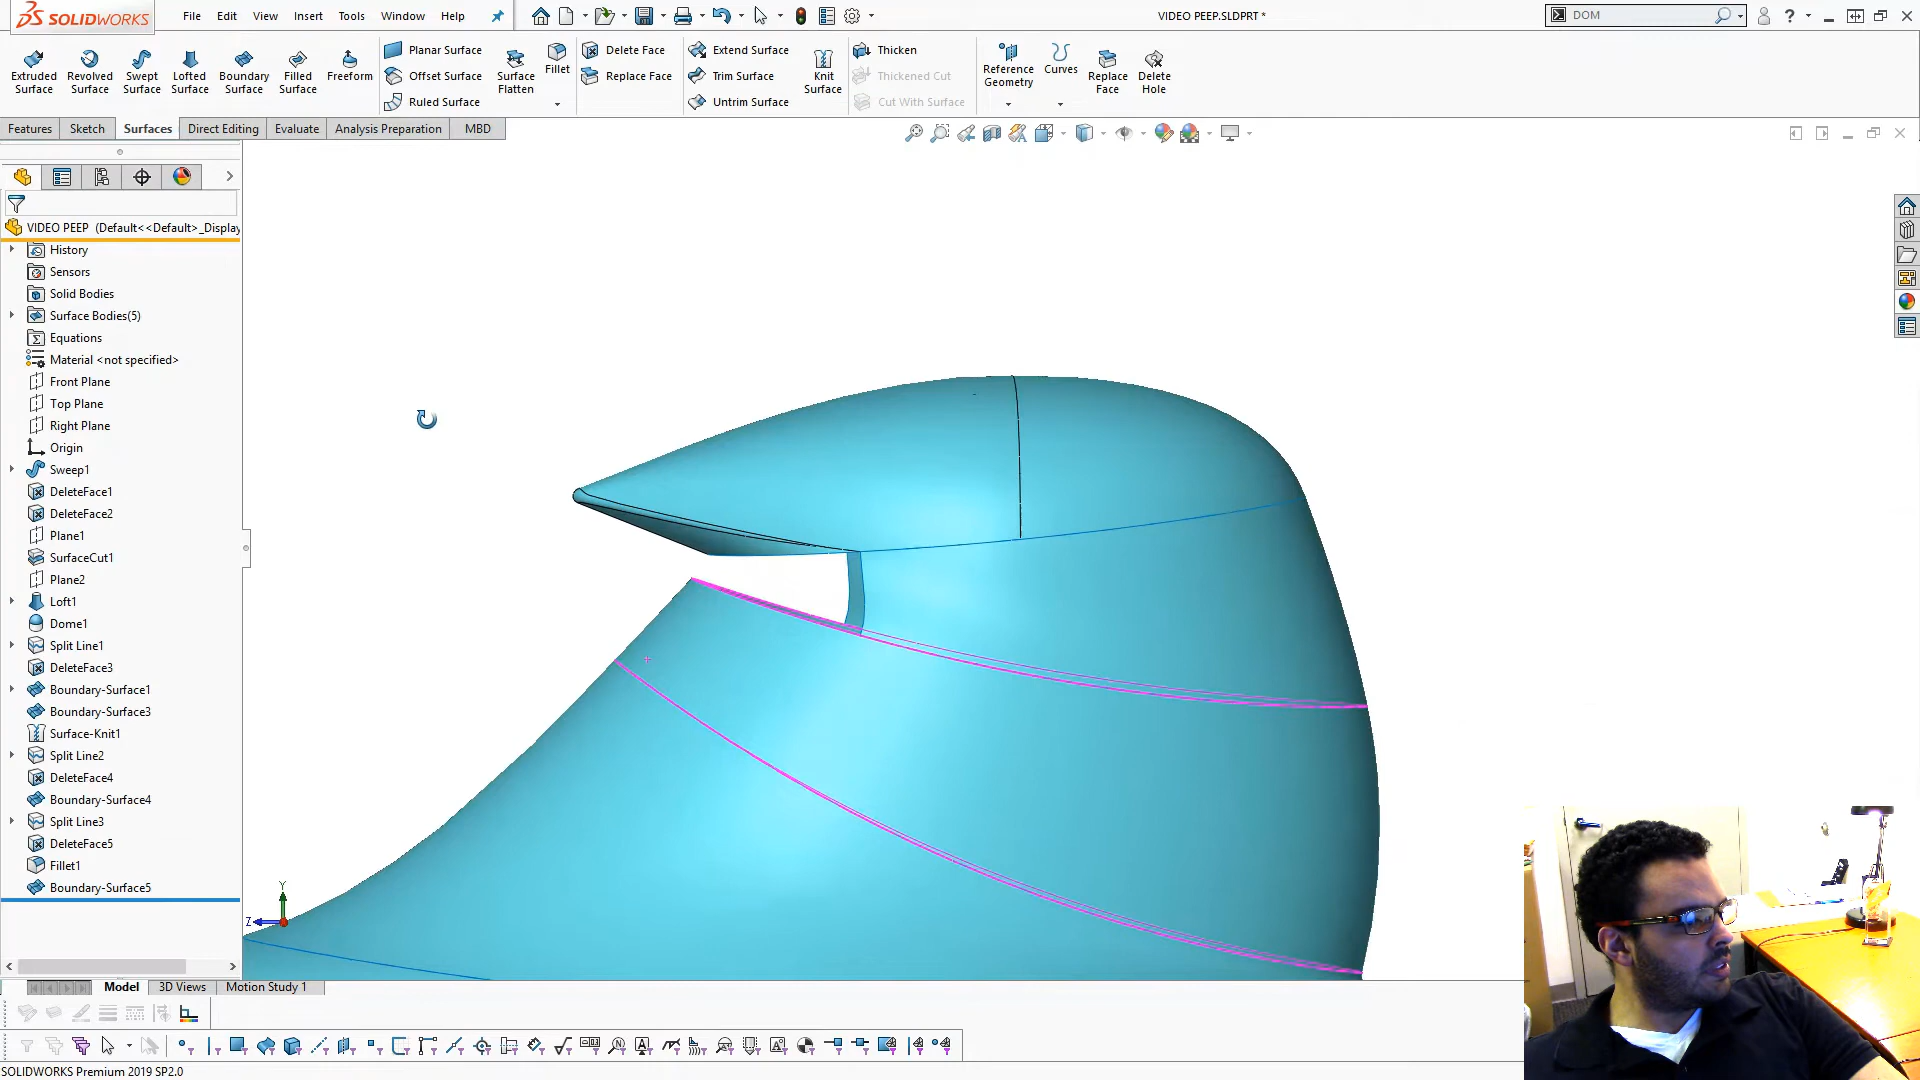 SOLIDWORKS
File Edit View Insert Tools Window Help
VIDEO PEEP.SLDPRT *
DOM
Extruded Surface
Revolved Surface
Swept Surface
Lofted Surface
Boundary Surface
Filled Surface
Freeform
Planar Surface
Offset Surface
Ruled Surface
Surface Flatten
Fillet
Delete Face
Replace Face
Extend Surface
Trim Surface
Untrim Surface
Knit Surface
Thicken
Thickened Cut
Cut With Surface
Reference Geometry
Curves
Replace Face
Delete Hole
Features Sketch Surfaces Direct Editing Evaluate Analysis Preparation MBD
VIDEO PEEP (Default<<Default>_Display
History
Sensors
Solid Bodies
Surface Bodies(5)
Equations
Material <not specified>
Front Plane
Top Plane
Right Plane
Origin
Sweep1
DeleteFace1
DeleteFace2
Plane1
SurfaceCut1
Plane2
Loft1
Dome1
Split Line1
DeleteFace3
Boundary-Surface1
Boundary-Surface3
Surface-Knit1
Split Line2
DeleteFace4
Boundary-Surface4
Split Line3
DeleteFace5
Fillet1
Boundary-Surface5
Y
Z
Model 3D Views Motion Study 1
SOLIDWORKS Premium 2019 SP2.0